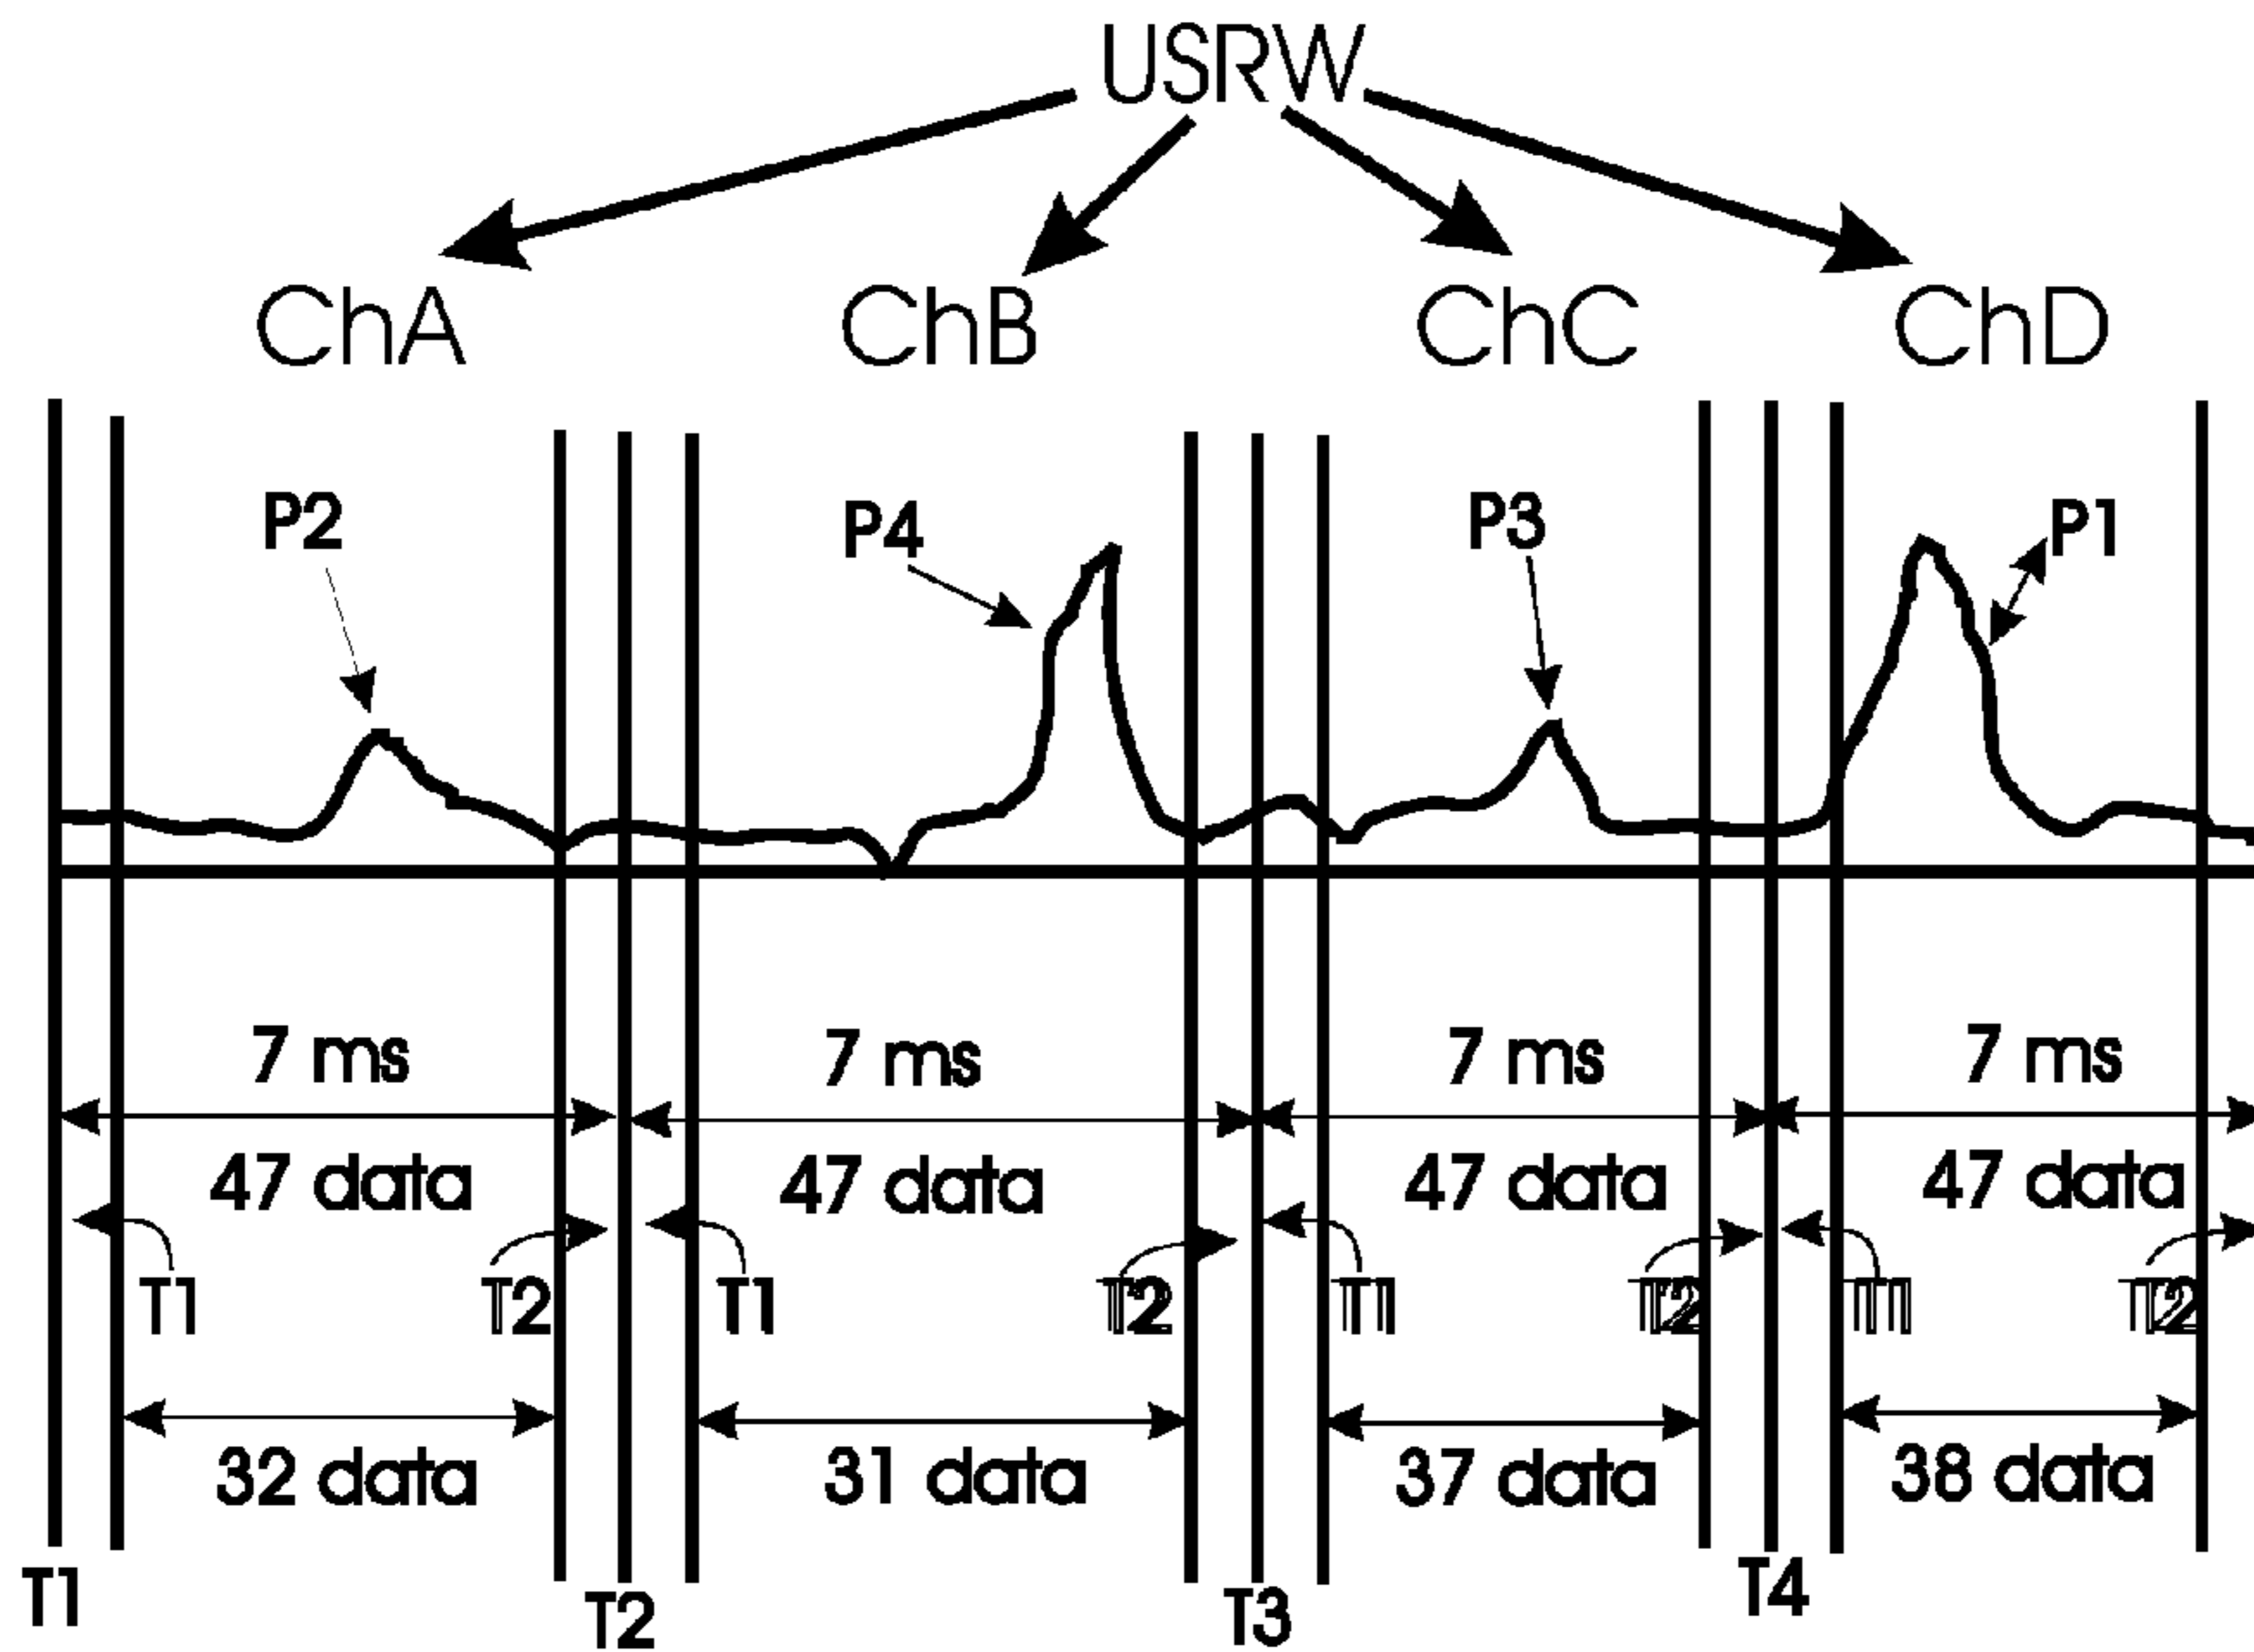 USRW
ChA ChB ChC ChD
P2 P4 P3 P1
7 ms 7 ms 7 ms 7 ms
47 data 47 data 47 data 47 data
T1 T2 T1 T2 T1 T2 T1 T2
32 data 31 data 37 data 38 data
T1 T2 T3 T4